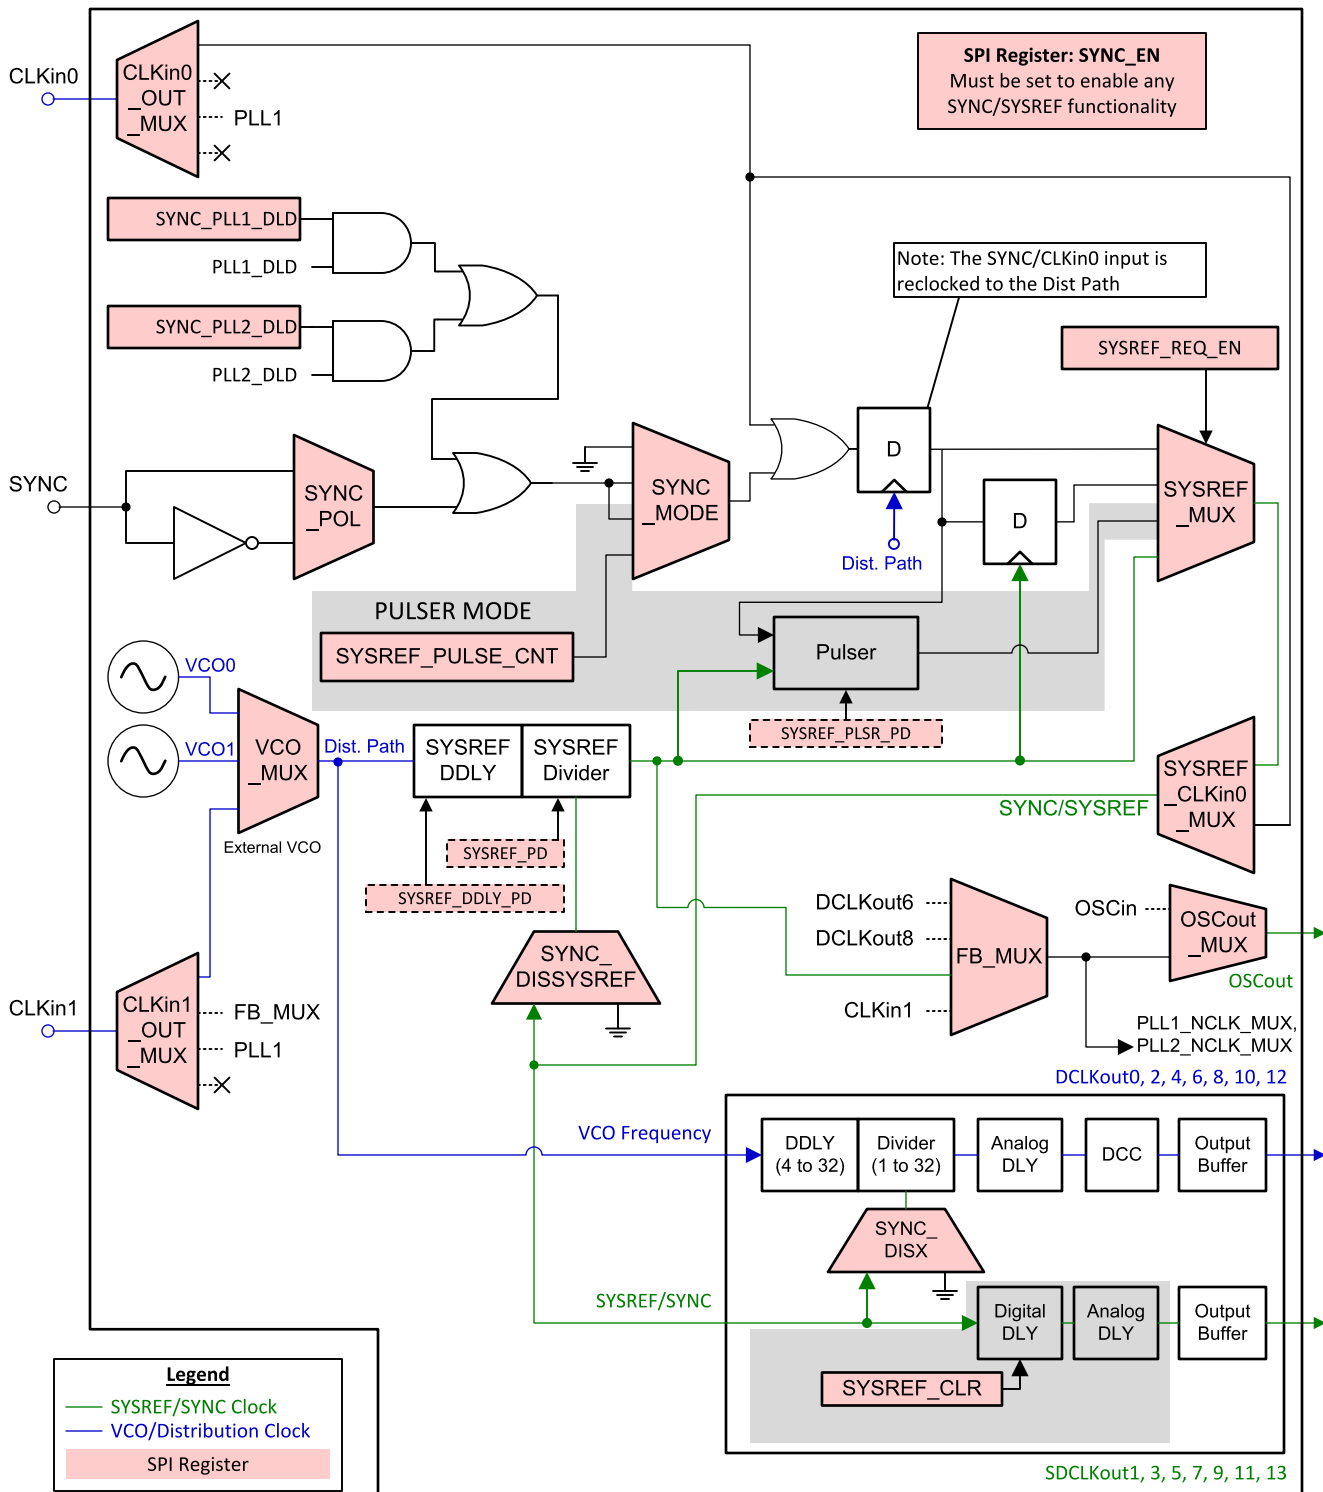 CLKin0
CLKin0
_OUT
_MUX
PLL1
SPI Register: SYNC_EN
Must be set to enable any
SYNC/SYSREF functionality
SYNC_PLL1_DLD
PLL1_DLD
SYNC_PLL2_DLD
PLL2_DLD
Note: The SYNC/CLKin0 input is
reclocked to the Dist Path
SYSREF_REQ_EN
SYNC
SYNC
_POL
SYNC
_MODE
D
Dist. Path
D
SYSREF
_MUX
PULSER MODE
SYSREF_PULSE_CNT
Pulser
SYSREF_PLSR_PD
VCO0
VCO1
VCO
_MUX
External VCO
Dist. Path
SYSREF
DDLY
SYSREF
Divider
SYSREF_PD
SYSREF_DDLY_PD
SYNC/SYSREF
SYSREF
_CLKin0
_MUX
SYNC_
DISSYSREF
DCLKout6
DCLKout8
CLKin1
FB_MUX
OSCin
OSCout
_MUX
OSCout
PLL1_NCLK_MUX,
PLL2_NCLK_MUX
CLKin1
CLKin1
_OUT
_MUX
FB_MUX
PLL1
DCLKout0, 2, 4, 6, 8, 10, 12
VCO Frequency
DDLY
(4 to 32)
Divider
(1 to 32)
Analog
DLY
DCC
Output
Buffer
SYNC_
DISX
SYSREF/SYNC
Digital
DLY
Analog
DLY
Output
Buffer
SYSREF_CLR
SDCLKout1, 3, 5, 7, 9, 11, 13
Legend
SYSREF/SYNC Clock
VCO/Distribution Clock
SPI Register